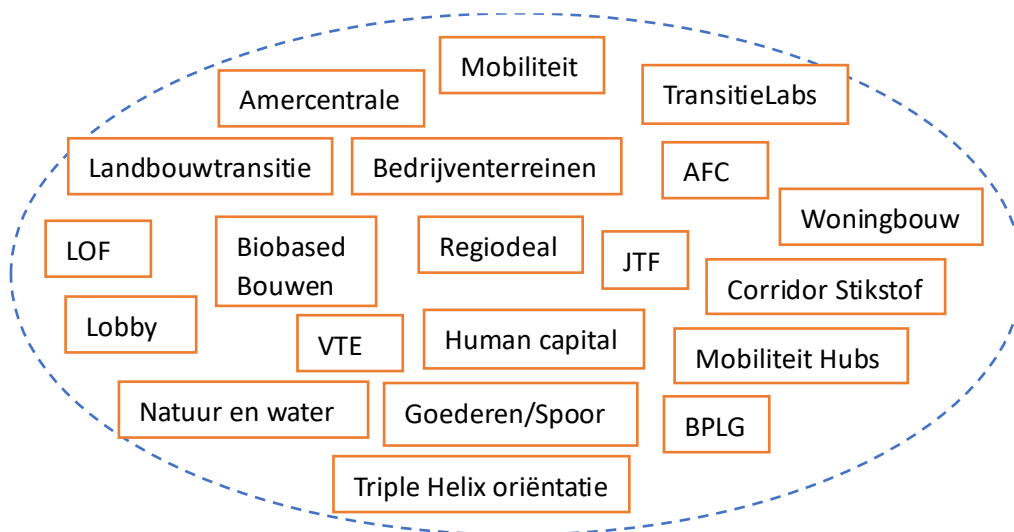 Mobiliteit
Amercentrale
TransitieLabs
Landbouwtransitie
Bedrijventerreinen
AFC
Woningbouw
LOF
Biobased
Bouwen
Regiodeal
JTF
Corridor Stikstof
Lobby
VTE
Human capital
Mobiliteit Hubs
Natuur en water
Goederen/Spoor
BPLG
Triple Helix oriëntatie